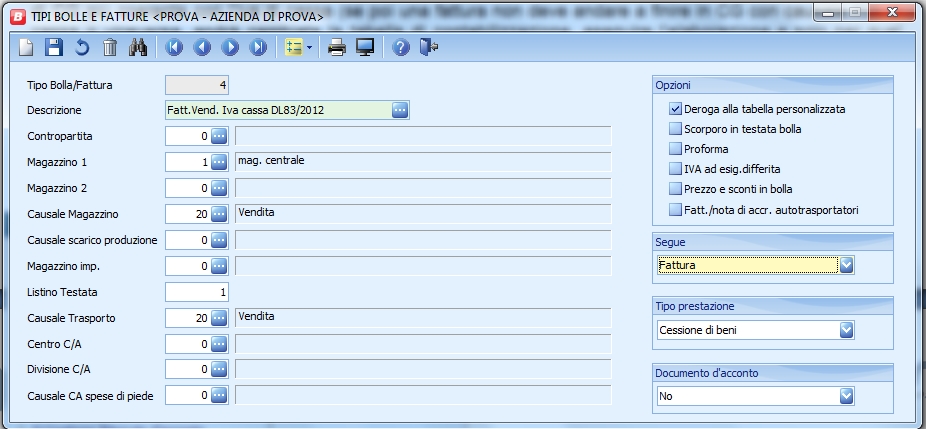 TIPI BOLLE E FATTURE <PROVA - AZIENDA DI PROVA>
Tipo Bolla/Fattura 4
Descrizione Fatt.Vend. Iva cassa DL83/2012
Contropartita 0
Magazzino 1 1 mag. centrale
Magazzino 2 0
Causale Magazzino 20 Vendita
Causale scarico produzione 0
Magazzino imp. 0
Listino Testata 1
Causale Trasporto 20 Vendita
Centro C/A 0
Divisione C/A 0
Causale CA spese di piede 0
Opzioni
Deroga alla tabella personalizzata
Scorporo in testata bolla
Proforma
IVA ad esig.differita
Prezzo e sconti in bolla
Fatt./nota di accr. autotrasportatori
Segue
Fattura
Tipo prestazione
Cessione di beni
Documento d'acconto
No